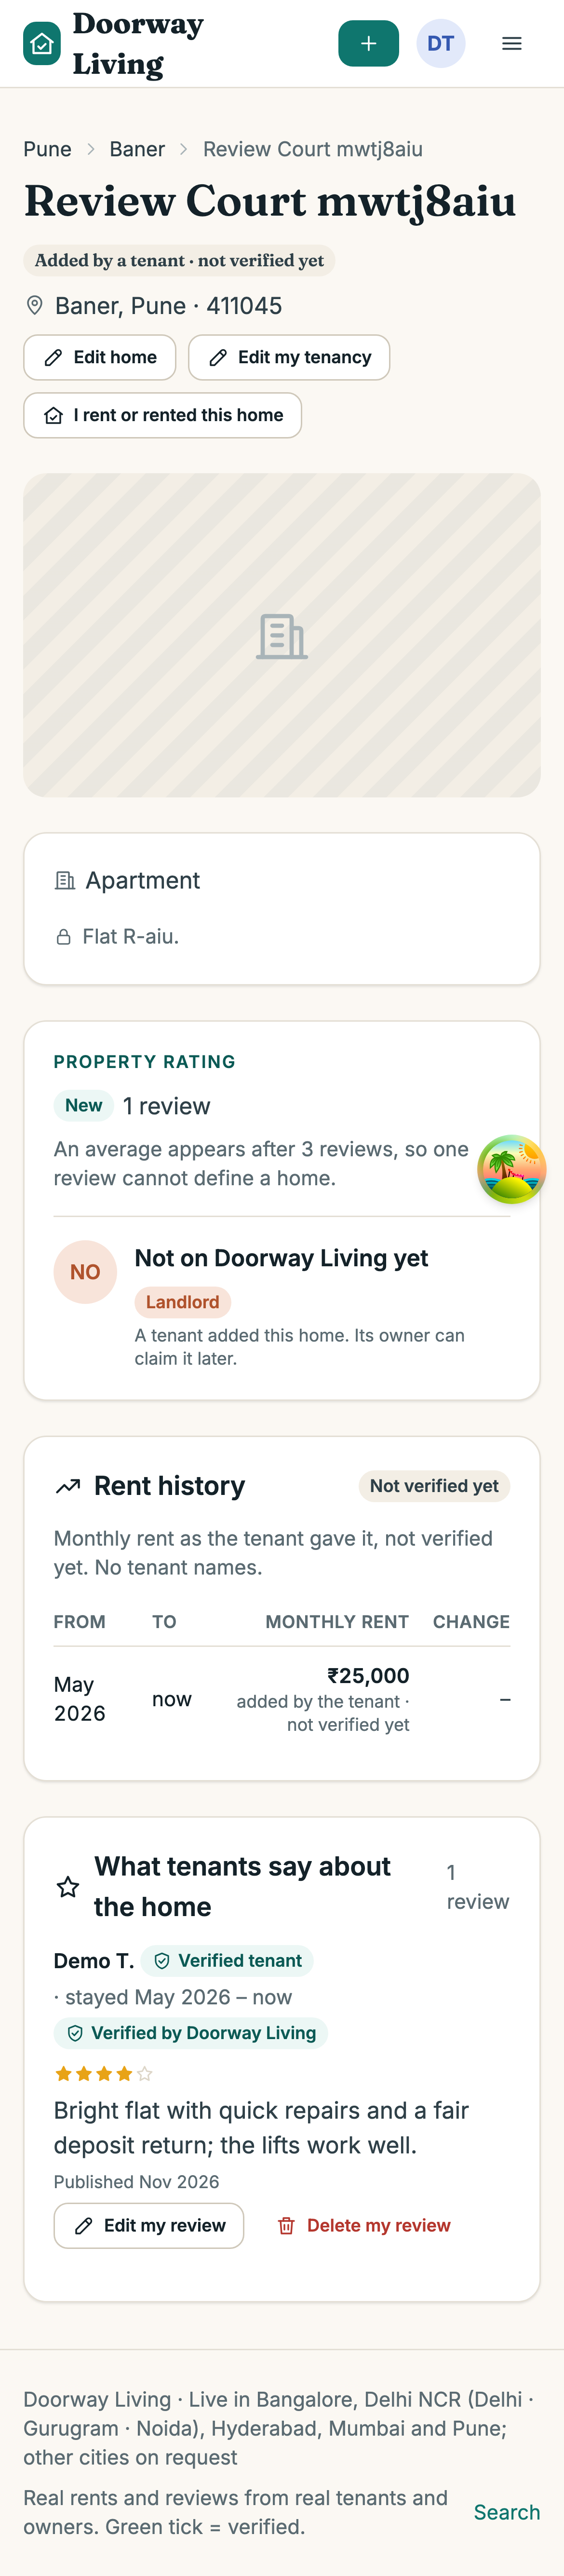 Doorway
Living
DT
Pune > Baner > Review Court mwtj8aiu
Review Court mwtj8aiu
Added by a tenant · not verified yet
Baner, Pune · 411045
Edit home
Edit my tenancy
I rent or rented this home
Apartment
Flat R-aiu.
PROPERTY RATING
New 1 review
An average appears after 3 reviews, so one
review cannot define a home.
NO
Not on Doorway Living yet
Landlord
A tenant added this home. Its owner can
claim it later.
Rent history
Not verified yet
Monthly rent as the tenant gave it, not verified
yet. No tenant names.
FROM TO MONTHLY RENT CHANGE
May
2026
now
₹25,000
added by the tenant ·
not verified yet
–
What tenants say about
the home
1
review
Demo T. Verified tenant
· stayed May 2026 – now
Verified by Doorway Living
Bright flat with quick repairs and a fair
deposit return; the lifts work well.
Published Nov 2026
Edit my review
Delete my review
Doorway Living · Live in Bangalore, Delhi NCR (Delhi ·
Gurugram · Noida), Hyderabad, Mumbai and Pune;
other cities on request
Real rents and reviews from real tenants and
owners. Green tick = verified.
Search